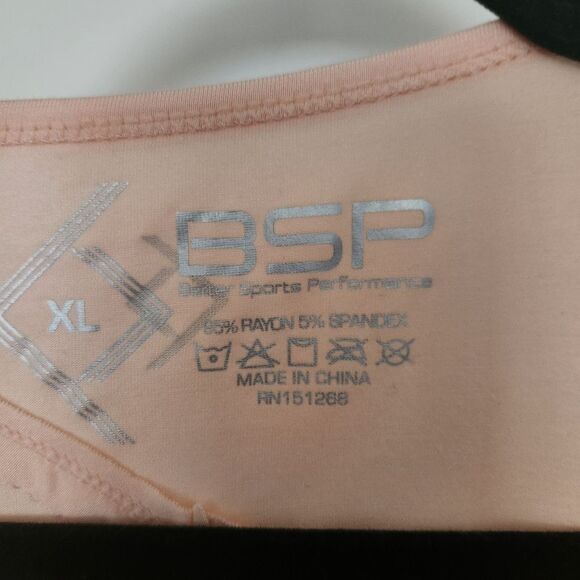 BSP
Better Sports Performance
XL
95% RAYON 5% SPANDEX
MADE IN CHINA
RN151268